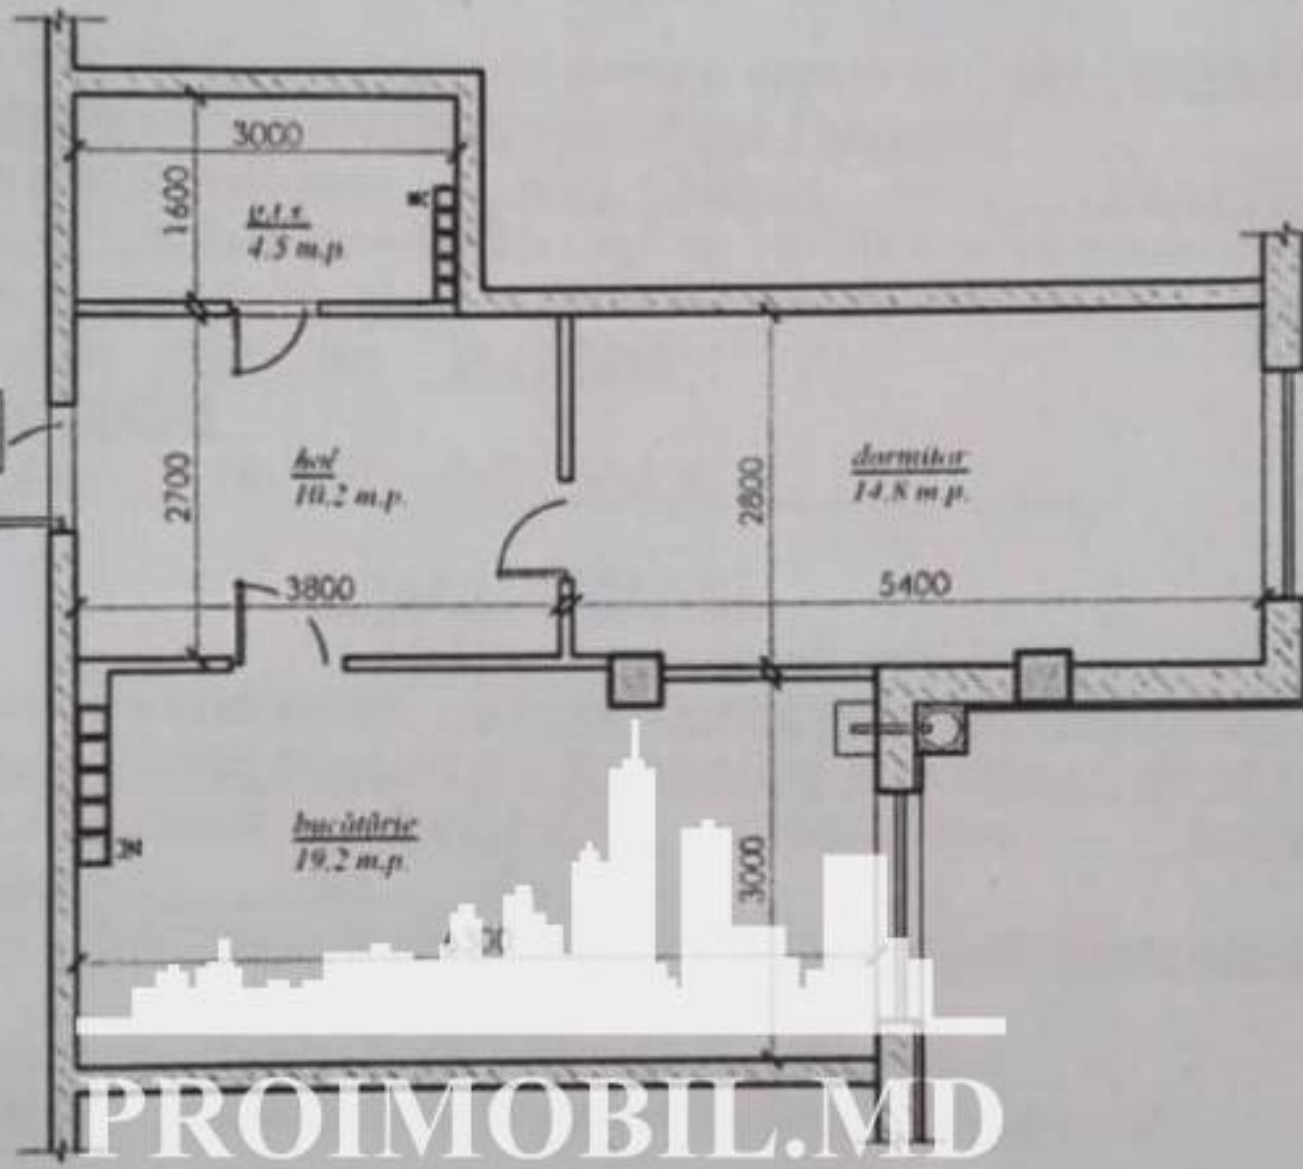 3000
1600
4.5 m.p
hol
10.2 m.p.
2700
3800
dormitor
14.8 m.p.
2800
5400
bucătărie
19.2 m.p.
3000
PROIMOBIL.MD